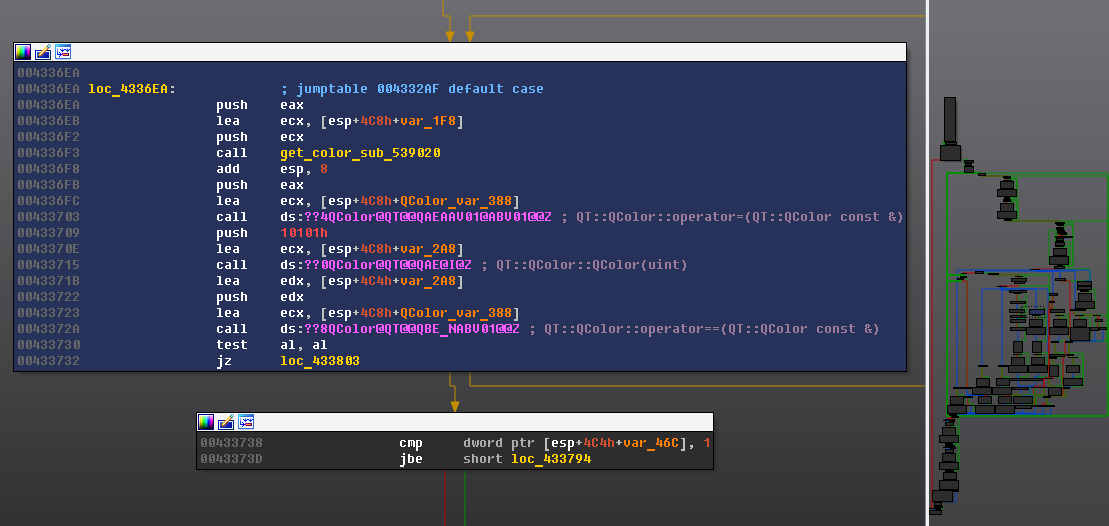 004336EA
004336EA loc_4336EA: ; jumptable 004332AF default case
004336EA push eax
004336EB lea ecx, [esp+4C8h+var_1F8]
004336F2 push ecx
004336F3 call get_color_sub_539020
004336F8 add esp, 8
004336FB push eax
004336FC lea ecx, [esp+4C8h+QColor_var_388]
00433703 call ds:??4QColor@QT@@QAEAAV01@ABV01@@Z ; QT::QColor::operator=(QT::QColor const &)
00433709 push 10101h
0043370E lea ecx, [esp+4C8h+var_2A8]
00433715 call ds:??0QColor@QT@@QAE@I@Z ; QT::QColor::QColor(uint)
0043371B lea edx, [esp+4C4h+var_2A8]
00433722 push edx
00433723 lea ecx, [esp+4C8h+QColor_var_388]
0043372A call ds:??8QColor@QT@@QBE_NABV01@@Z ; QT::QColor::operator==(QT::QColor const &)
00433730 test al, al
00433732 jz loc_433803
00433738 cmp dword ptr [esp+4C4h+var_46C], 1
0043373D jbe short loc_433794